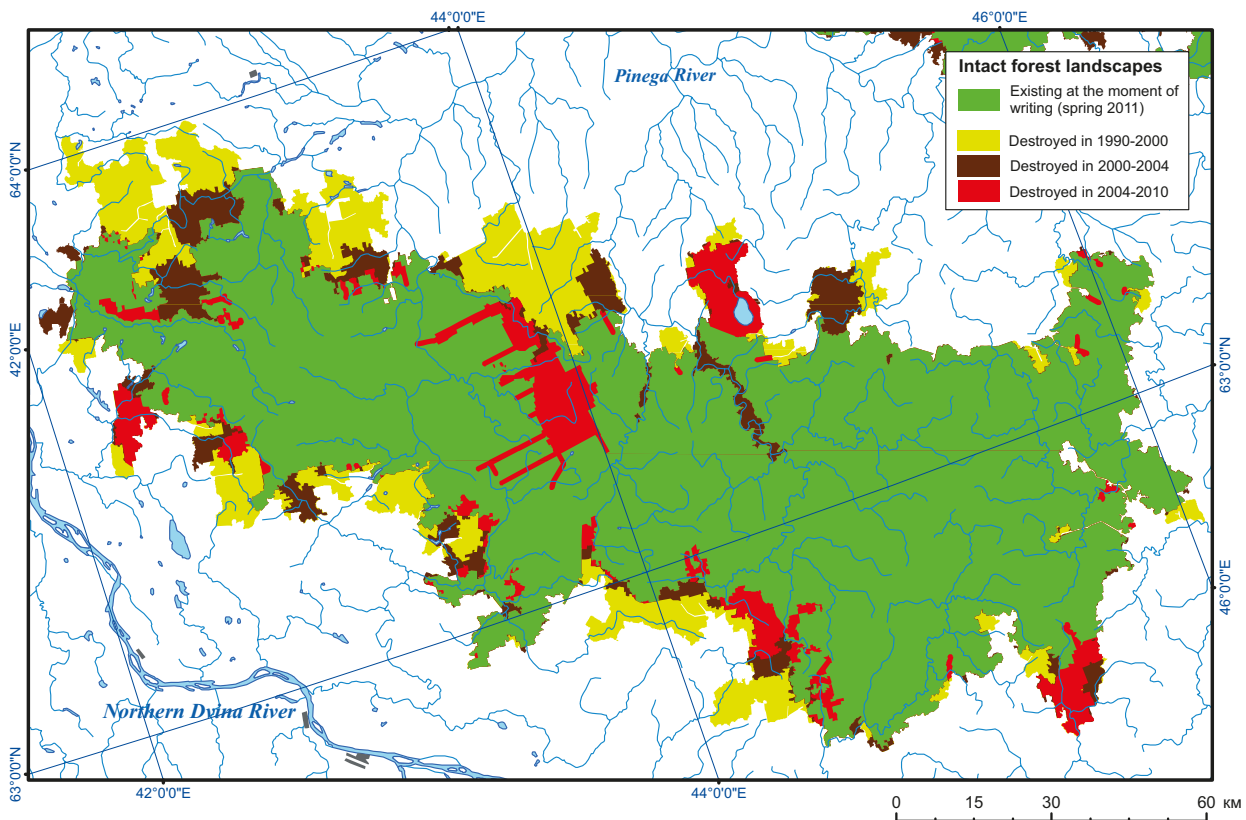 44°0'0"E
46°0'0"E
Pinega River
Intact forest landscapes
Existing at the moment of
writing (spring 2011)
Destroyed in 1990-2000
Destroyed in 2000-2004
Destroyed in 2004-2010
64°0'0"N
42°0'0"E
63°0'0"N
46°0'0"E
Northern Dvina River
63°0'0"N
42°0'0"E
44°0'0"E
0 15 30 60 км